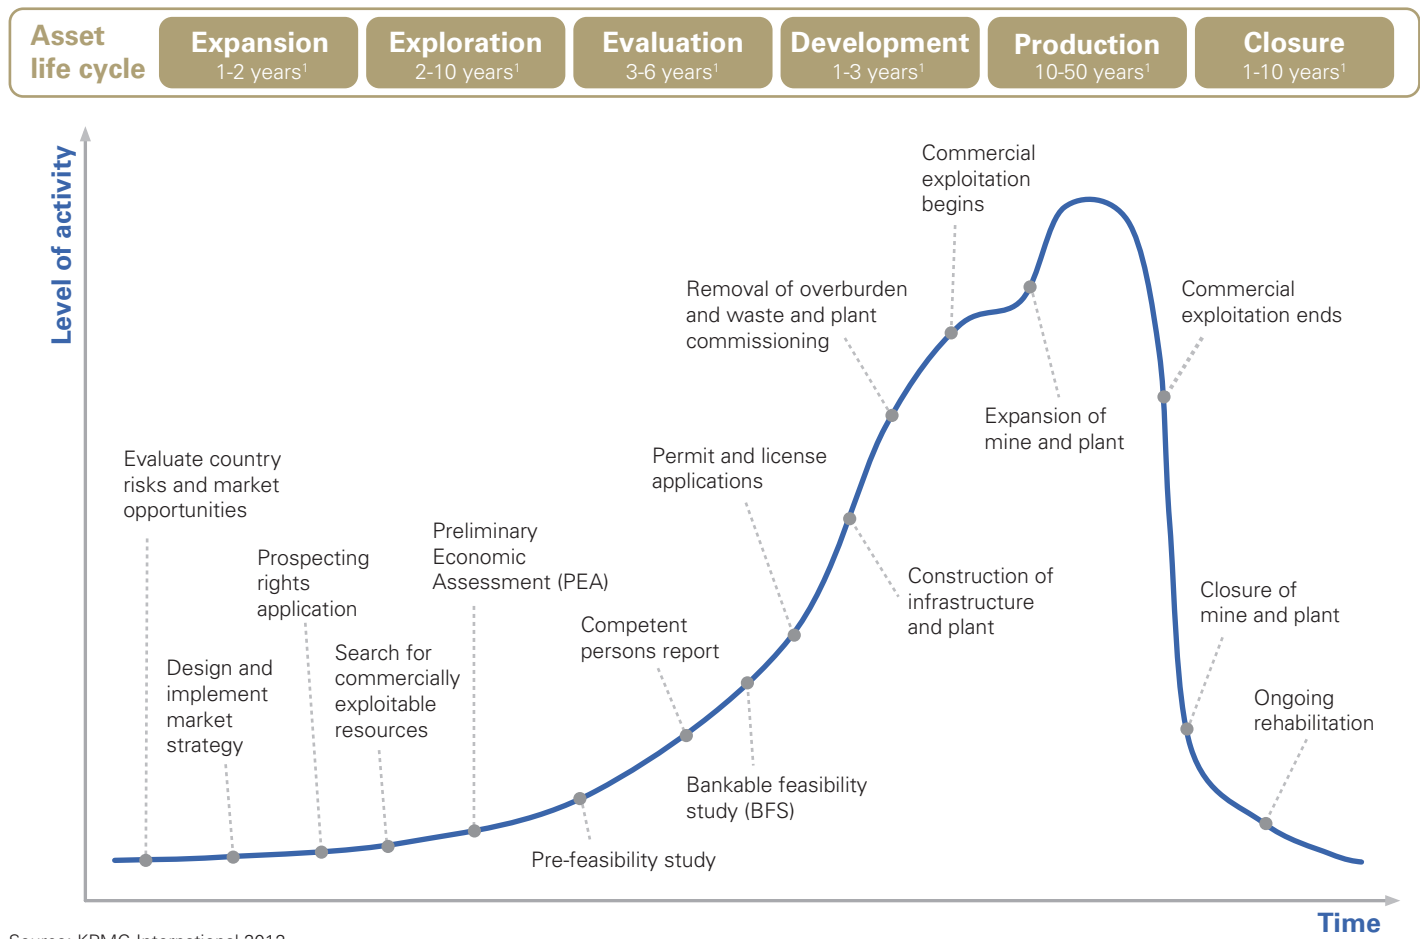 Asset
life cycle
Expansion
1-2 years¹
Exploration
2-10 years¹
Evaluation
3-6 years¹
Development
1-3 years¹
Production
10-50 years¹
Closure
1-10 years¹
Level of activity
Commercial
exploitation
begins
Removal of overburden
and waste and plant
commissioning
Commercial
exploitation ends
Expansion of
mine and plant
Evaluate country
risks and market
opportunities
Permit and license
applications
Preliminary
Economic
Assessment (PEA)
Prospecting
rights
application
Construction of
infrastructure
and plant
Closure of
mine and plant
Competent
persons report
Search for
commercially
exploitable
resources
Design and
implement
market
strategy
Ongoing
rehabilitation
Bankable feasibility
study (BFS)
Pre-feasibility study
Time
Source: KPMG International 2012